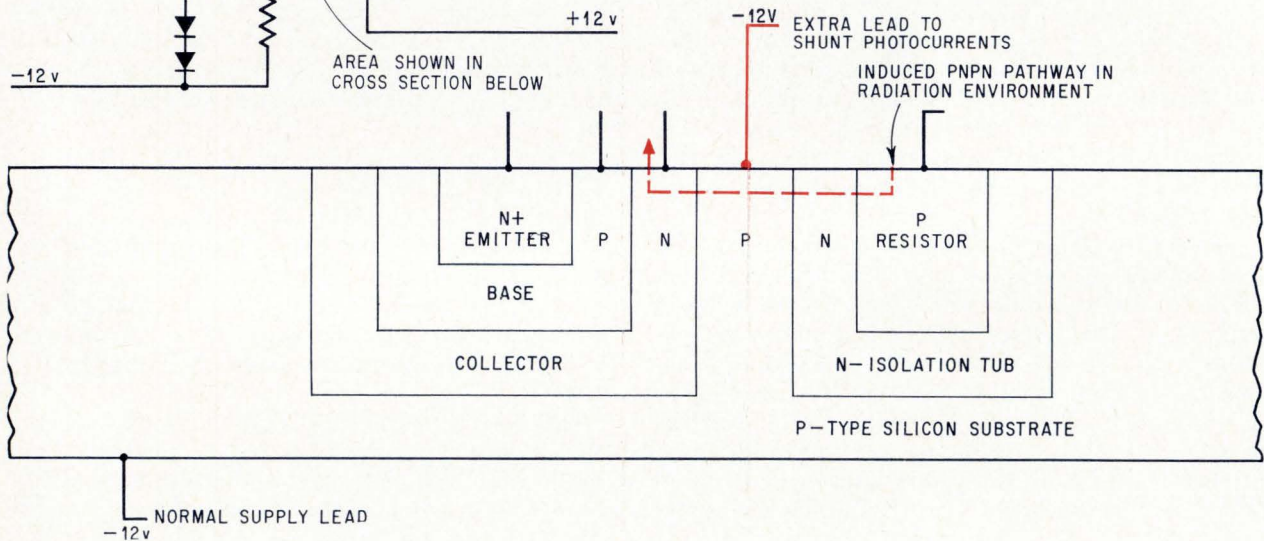 +12 v
-12V
EXTRA LEAD TO
SHUNT PHOTOCURRENTS
-12 v
AREA SHOWN IN
CROSS SECTION BELOW
INDUCED PNPN PATHWAY IN
RADIATION ENVIRONMENT
N+
EMITTER
P
N
P
N
P
RESISTOR
BASE
COLLECTOR
N-ISOLATION TUB
P-TYPE SILICON SUBSTRATE
NORMAL SUPPLY LEAD
-12v